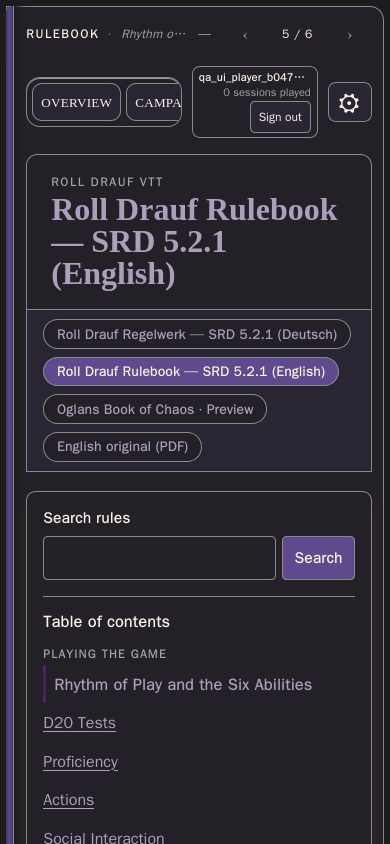 RULEBOOK · Rhythm o··· — ‹ 5 / 6 ›
OVERVIEW CAMPA
qa_ui_player_b047···
0 sessions played
Sign out
ROLL DRAUF VTT
Roll Drauf Rulebook
— SRD 5.2.1
(English)
Roll Drauf Regelwerk — SRD 5.2.1 (Deutsch)
Roll Drauf Rulebook — SRD 5.2.1 (English)
Oglans Book of Chaos · Preview
English original (PDF)
Search rules
Search
Table of contents
PLAYING THE GAME
Rhythm of Play and the Six Abilities
D20 Tests
Proficiency
Actions
Social Interaction